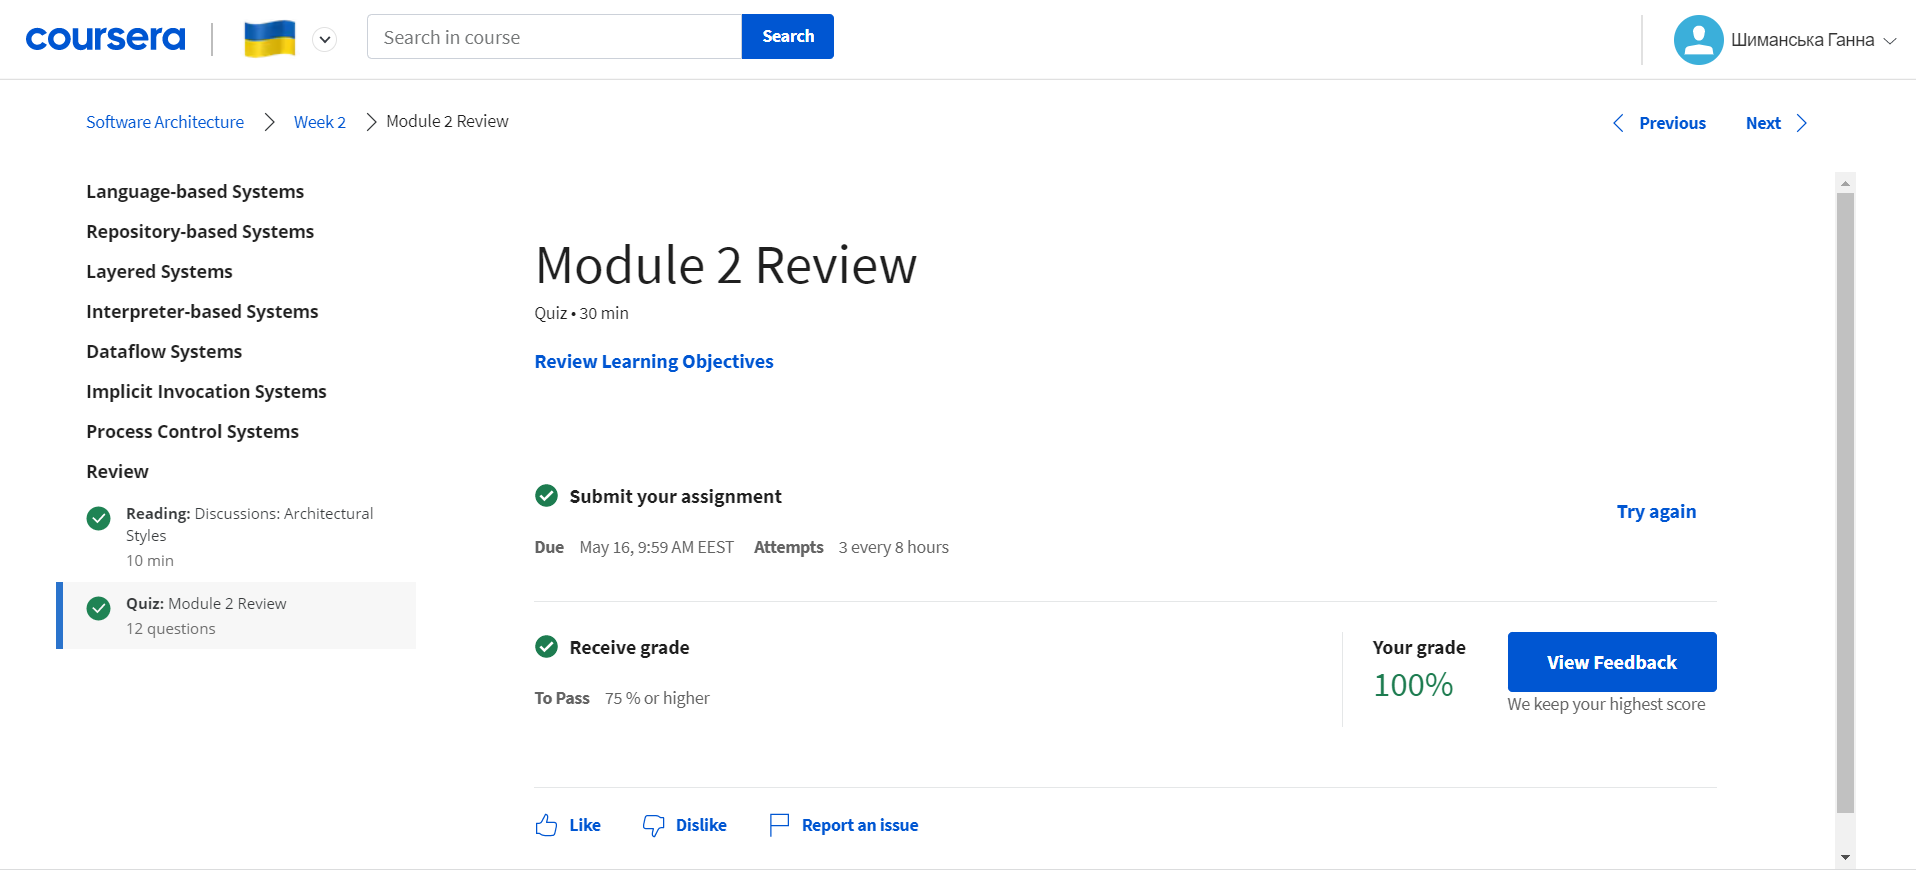 coursera
Search in course
Search
Шиманська Ганна
Software Architecture
Week 2
Module 2 Review
Previous
Next
Language-based Systems
Repository-based Systems
Layered Systems
Interpreter-based Systems
Dataflow Systems
Implicit Invocation Systems
Process Control Systems
Review
Reading: Discussions: Architectural
Styles
10 min
Quiz: Module 2 Review
12 questions
Module 2 Review
Quiz • 30 min
Review Learning Objectives
Submit your assignment
Due May 16, 9:59 AM EEST Attempts 3 every 8 hours
Try again
Receive grade
To Pass 75 % or higher
Your grade
100%
View Feedback
We keep your highest score
Like
Dislike
Report an issue